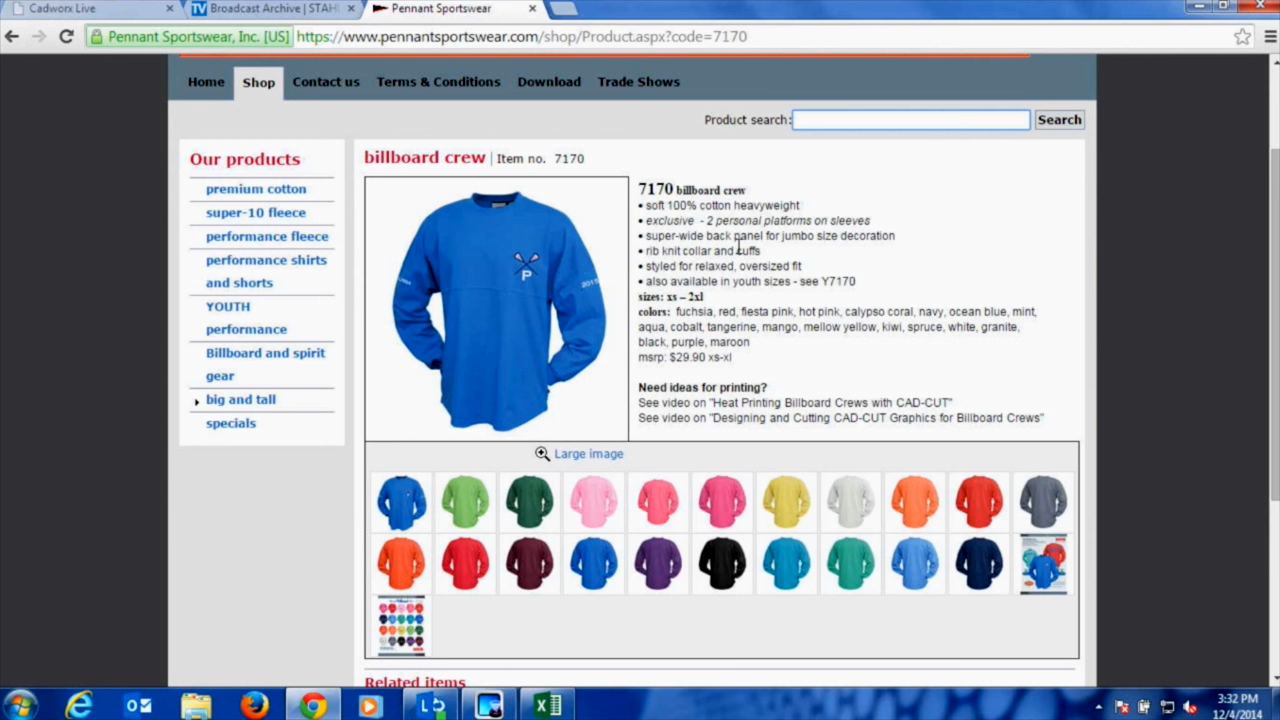 Cadworx Live
Broadcast Archive | STAH
Pennant Sportswear
Pennant Sportswear, Inc. [US] https://www.pennantsportswear.com/shop/Product.aspx?code=7170
Home Shop Contact us Terms & Conditions Download Trade Shows
Product search: Search
Our products
premium cotton
super-10 fleece
performance fleece
performance shirts
and shorts
YOUTH
performance
Billboard and spirit
gear
big and tall
specials
billboard crew | Item no. 7170
P
2015
7170 billboard crew
• soft 100% cotton heavyweight
• exclusive - 2 personal platforms on sleeves
• super-wide back panel for jumbo size decoration
• rib knit collar and cuffs
• styled for relaxed, oversized fit
• also available in youth sizes - see Y7170
sizes: xs – 2xl
colors: fuchsia, red, fiesta pink, hot pink, calypso coral, navy, ocean blue, mint,
aqua, cobalt, tangerine, mango, mellow yellow, kiwi, spruce, white, granite,
black, purple, maroon
msrp: $29.90 xs-xl
Need ideas for printing?
See video on "Heat Printing Billboard Crews with CAD-CUT"
See video on "Designing and Cutting CAD-CUT Graphics for Billboard Crews"
Large image
Related items
3:32 PM
12/4/2014